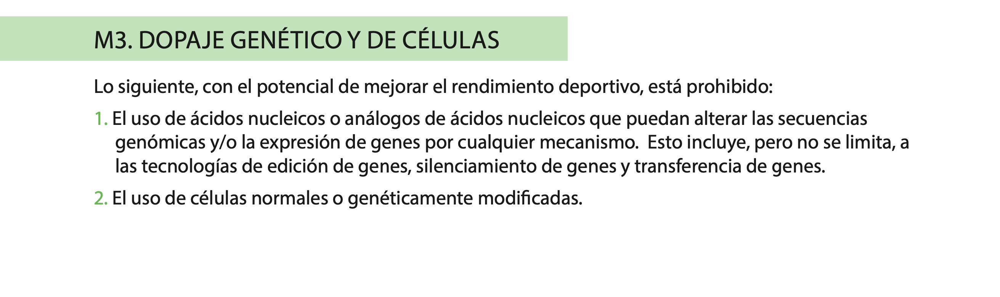 M3. DOPAJE GENÉTICO Y DE CÉLULAS
Lo siguiente, con el potencial de mejorar el rendimiento deportivo, está prohibido:
1. El uso de ácidos nucleicos o análogos de ácidos nucleicos que puedan alterar las secuencias
genómicas y/o la expresión de genes por cualquier mecanismo.  Esto incluye, pero no se limita, a
las tecnologías de edición de genes, silenciamiento de genes y transferencia de genes.
2. El uso de células normales o genéticamente modificadas.